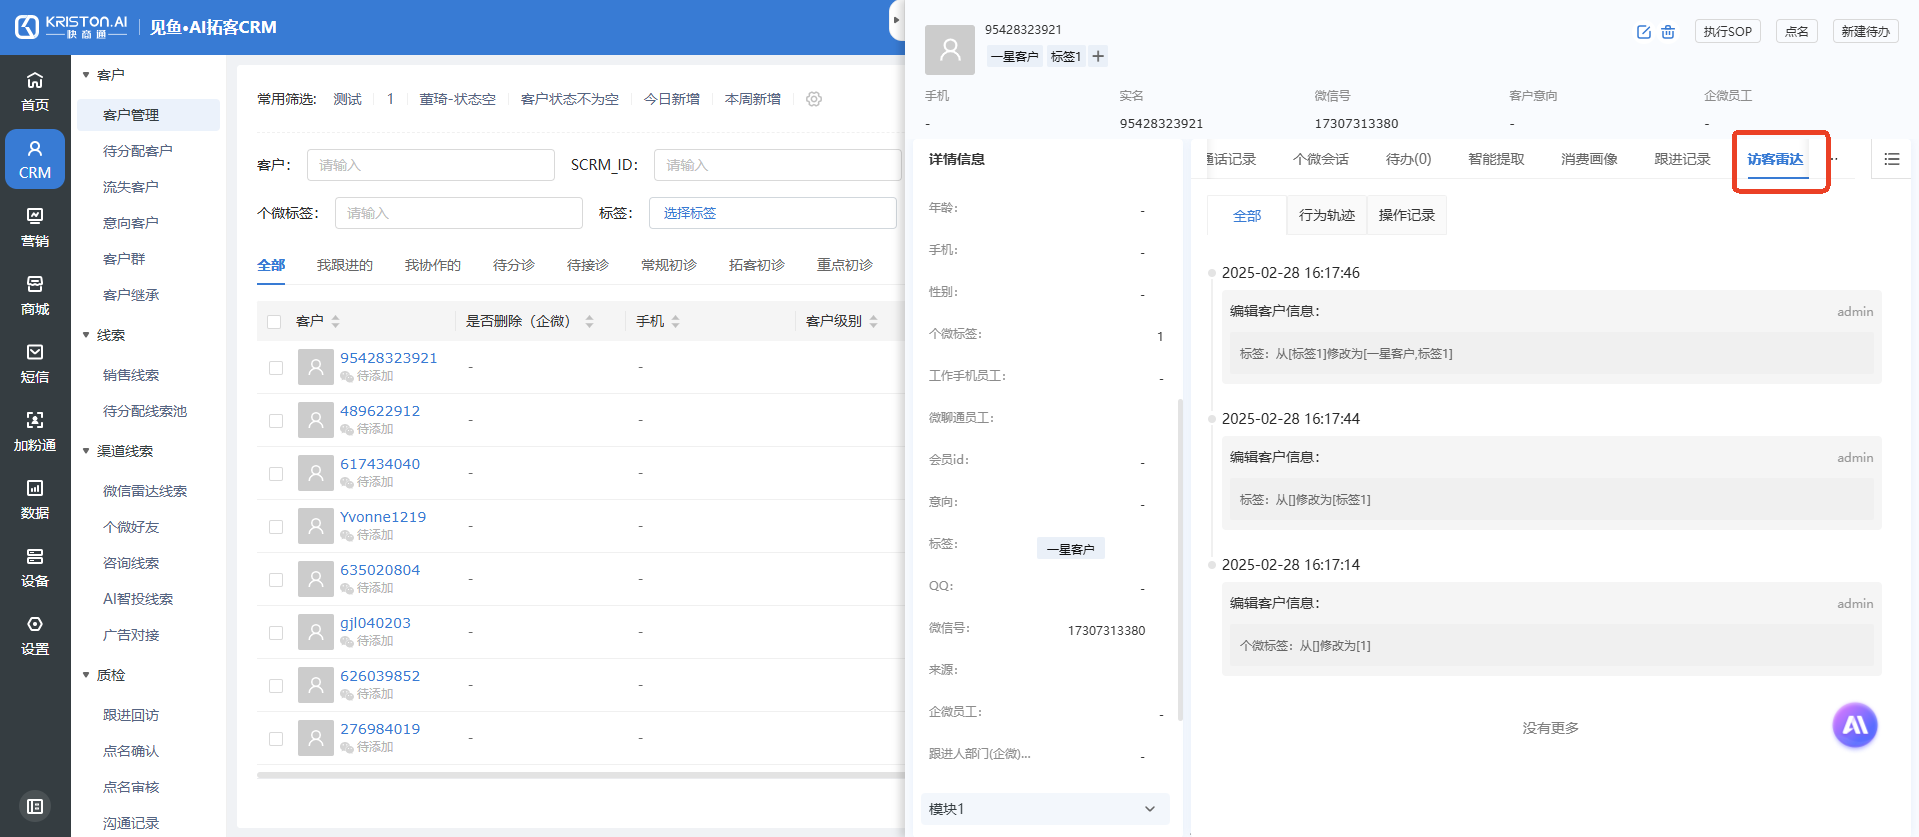 KRISTON.AI
快商通
见鱼•AI拓客CRM
首页
CRM
营销
商城
短信
加粉通
数据
设备
设置
客户
客户管理
待分配客户
流失客户
意向客户
客户群
客户继承
线索
销售线索
待分配线索池
渠道线索
微信雷达线索
个微好友
咨询线索
AI智投线索
广告对接
质检
跟进回访
点名确认
点名审核
沟通记录
常用筛选: 测试 1 董琦-状态空 客户状态不为空 今日新增 本周新增
客户: 请输入 SCRM_ID: 请输入
个微标签: 请输入 标签: 选择标签
全部 我跟进的 我协作的 待分诊 待接诊 常规初诊 拓客初诊 重点初诊
客户 是否删除（企微） 手机 客户级别
95428323921 - -
待添加
489622912 - -
待添加
617434040 - -
待添加
Yvonne1219 - -
待添加
635020804 - -
待添加
gjl040203 - -
待添加
626039852 - -
待添加
276984019 - -
待添加
95428323921
一星客户 标签1 +
执行SOP 点名 新建待办
手机 实名 微信号 客户意向 企微员工
- 95428323921 17307313380 - -
详情信息
年龄: -
手机: -
性别: -
个微标签: 1
工作手机员工: -
微聊通员工:
会员id: -
意向: -
标签: 一星客户
QQ: -
微信号: 17307313380
来源:
企微员工: -
跟进人部门(企微)... -
模块1
通话记录 个微会话 待办(0) 智能提取 消费画像 跟进记录 访客雷达 ..
全部 行为轨迹 操作记录
2025-02-28 16:17:46
编辑客户信息: admin
标签：从[标签1]修改为[一星客户,标签1]
2025-02-28 16:17:44
编辑客户信息: admin
标签：从[]修改为[标签1]
2025-02-28 16:17:14
编辑客户信息: admin
个微标签：从[]修改为[1]
没有更多
AI